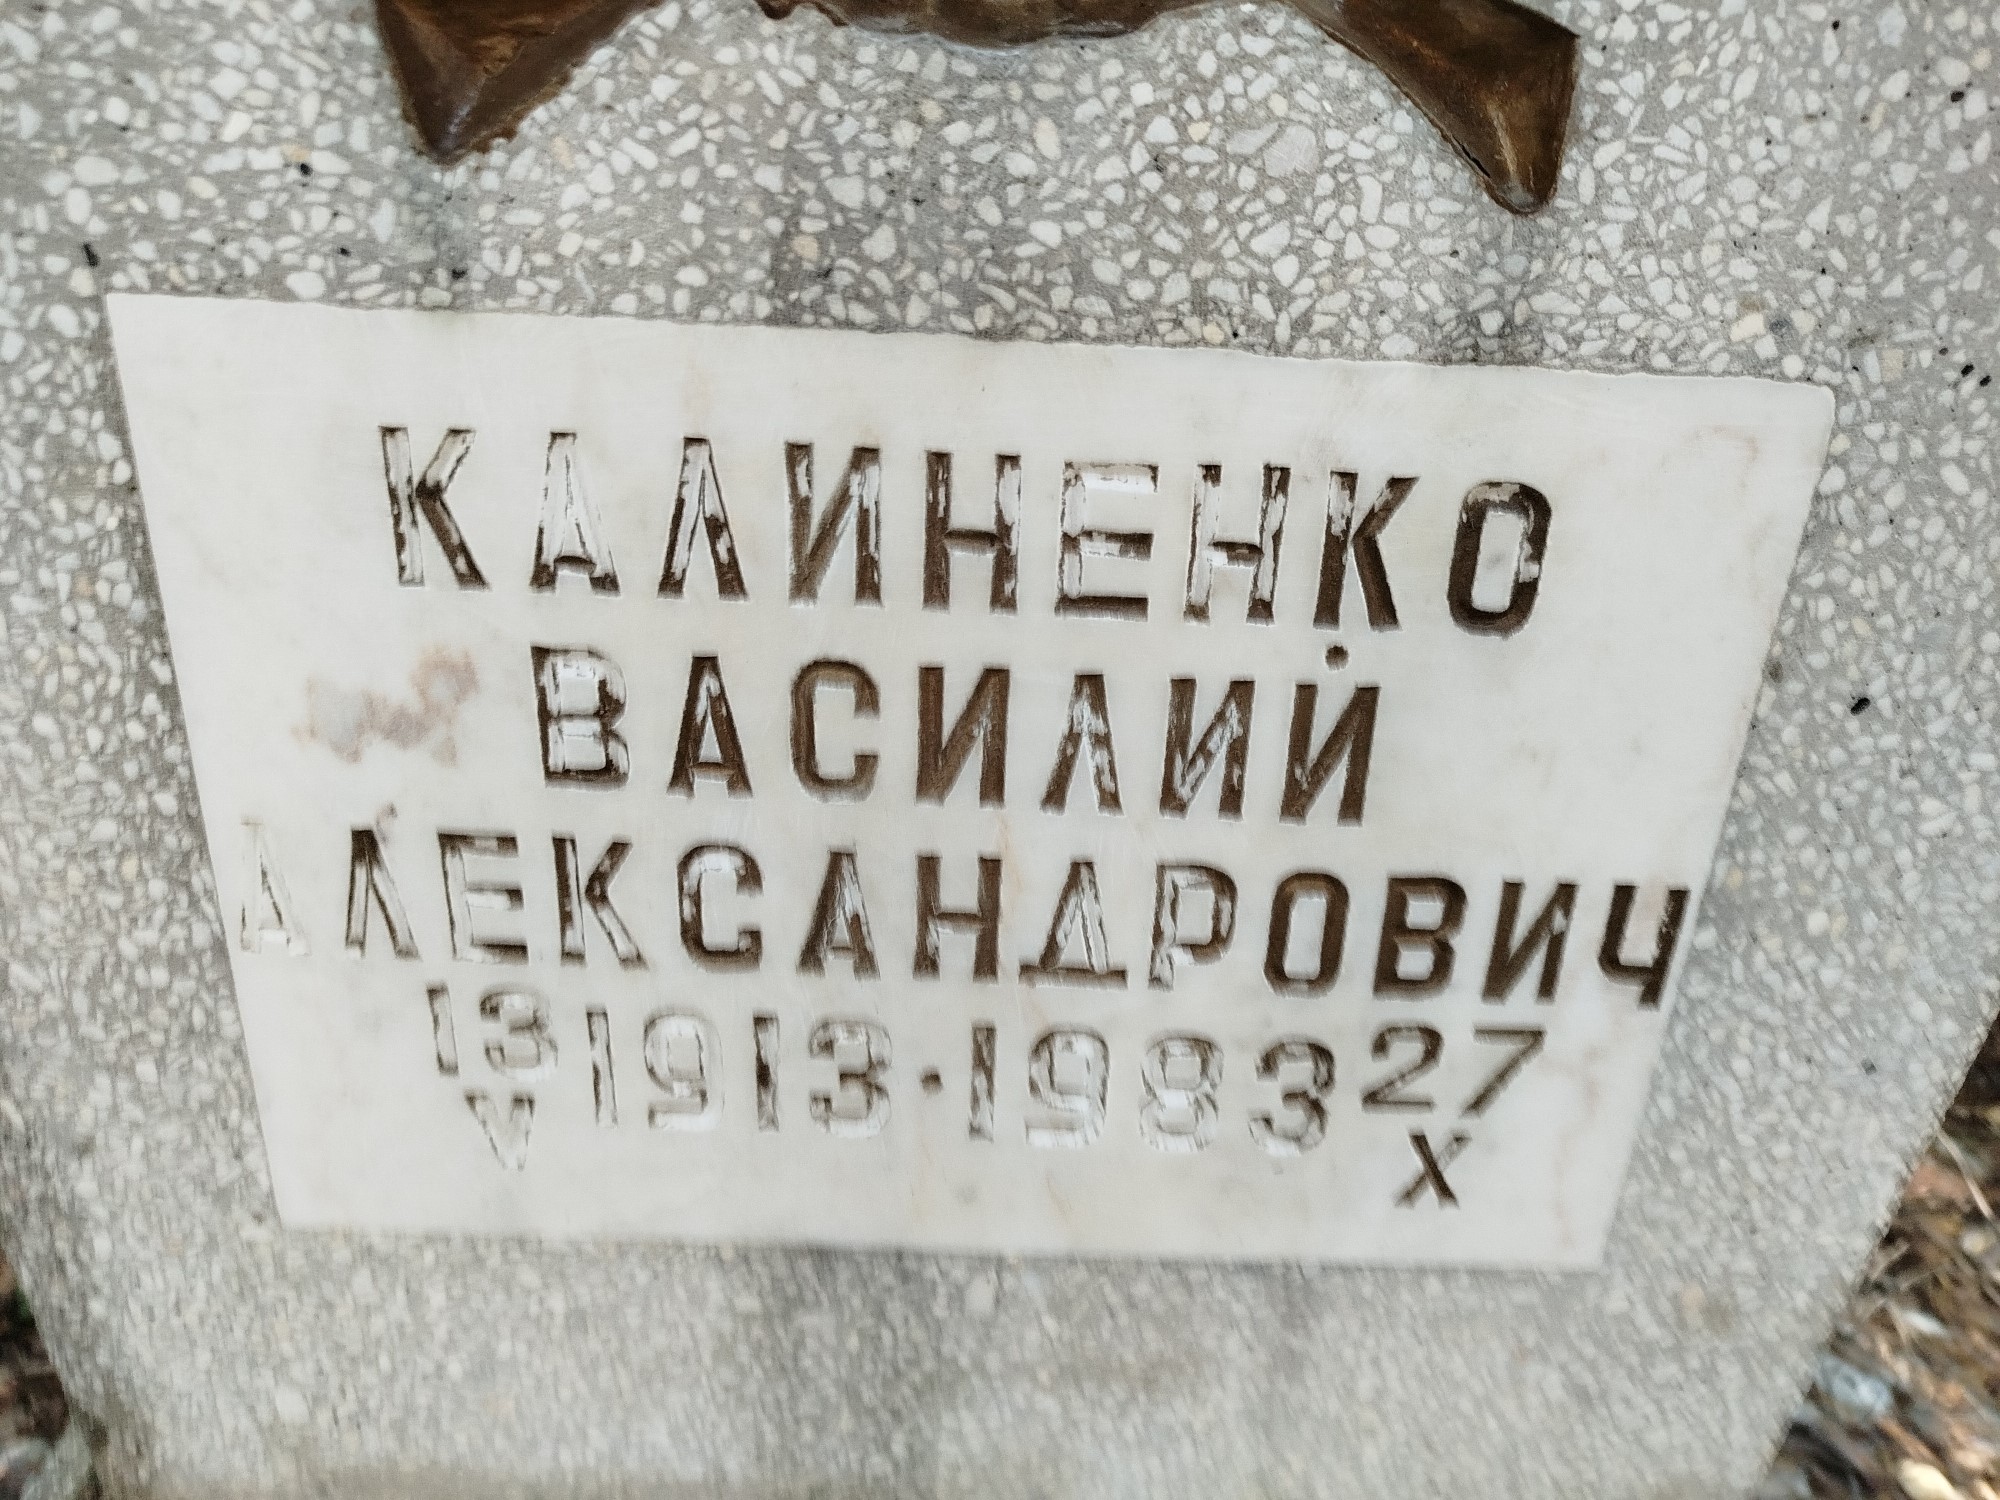 КАЛИНЕНКО
ВАСИЛИЙ
АЛЕКСАНДРОВИЧ
13 1913·1983 27
V X